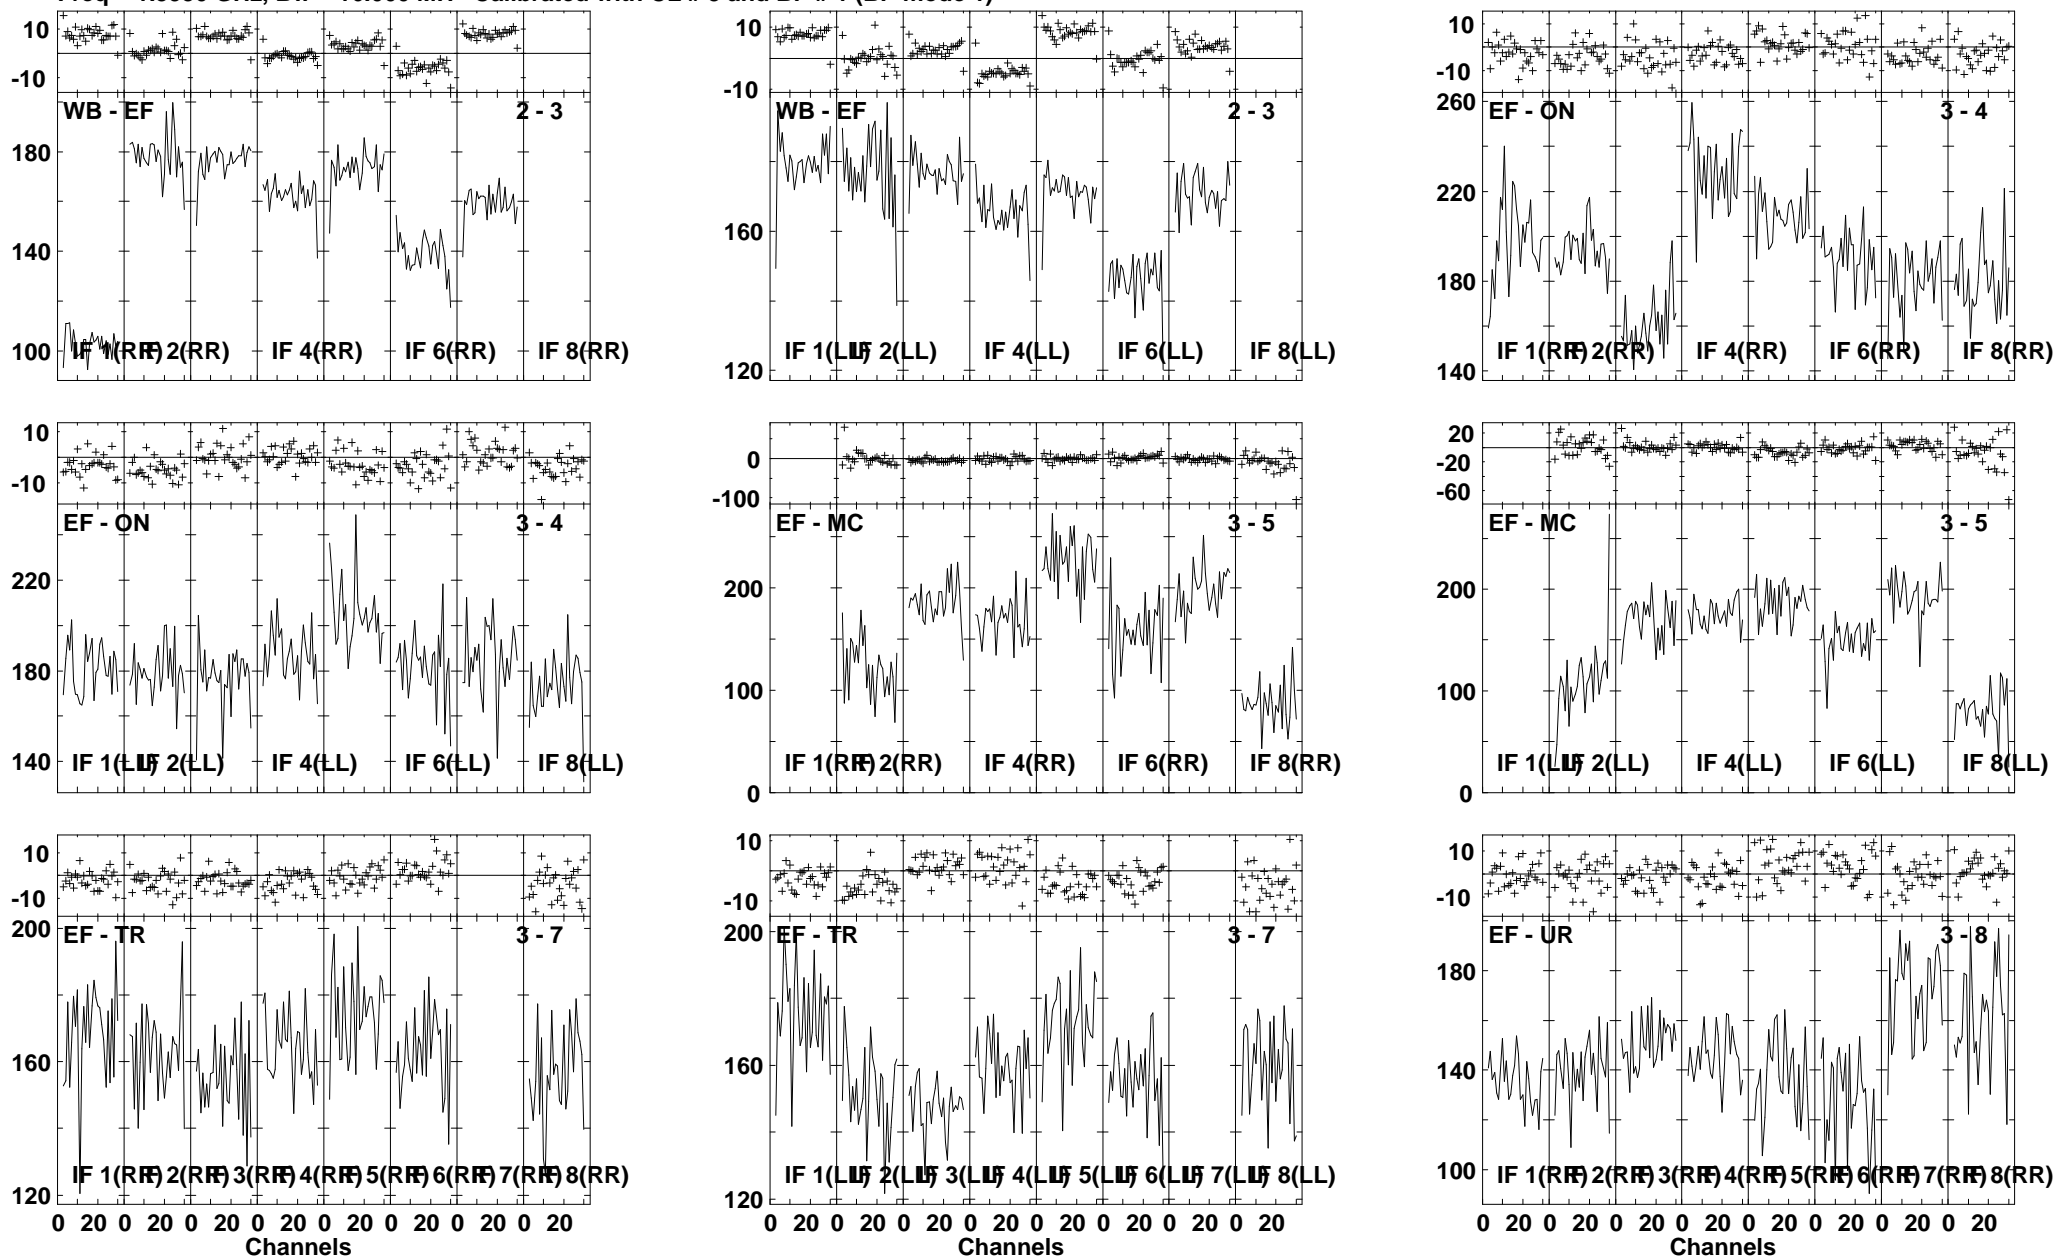 10
-10
WB - EF 2 - 3
180
140
100
IF 1(RR) IF 2(RR) IF 4(RR) IF 6(RR) IF 8(RR)
10
0
-10
WB - EF 2 - 3
160
120
IF 1(LL) IF 2(LL) IF 4(LL) IF 6(LL) IF 8(LL)
10
-10
260
EF - ON 3 - 4
220
180
140
IF 1(RR) IF 2(RR) IF 4(RR) IF 6(RR) IF 8(RR)
10
-10
EF - ON 3 - 4
220
180
140
IF 1(LL) IF 2(LL) IF 4(LL) IF 6(LL) IF 8(LL)
0
-100
EF - MC 3 - 5
200
100
0
IF 1(RR) IF 2(RR) IF 4(RR) IF 6(RR) IF 8(RR)
20
-20
-60
EF - MC 3 - 5
200
100
0
IF 1(LL) IF 2(LL) IF 4(LL) IF 6(LL) IF 8(LL)
10
-10
200
EF - TR 3 - 7
160
120
IF 1(RR) IF 2(RR) IF 3(RR) IF 4(RR) IF 5(RR) IF 6(RR) IF 7(RR) IF 8(RR)
0 20 0 20 0 20 0 20 0 20 0 20 0 20 0 20
Channels
10
0
-10
200
EF - TR 3 - 7
160
120
IF 1(LL) IF 2(LL) IF 3(LL) IF 4(LL) IF 5(LL) IF 6(LL) IF 7(LL) IF 8(LL)
0 20 0 20 0 20 0 20 0 20 0 20 0 20 0 20
Channels
10
-10
EF - UR 3 - 8
180
140
100
IF 1(RR) IF 2(RR) IF 3(RR) IF 4(RR) IF 5(RR) IF 6(RR) IF 7(RR) IF 8(RR)
0 20 0 20 0 20 0 20 0 20 0 20 0 20 0 20
Channels